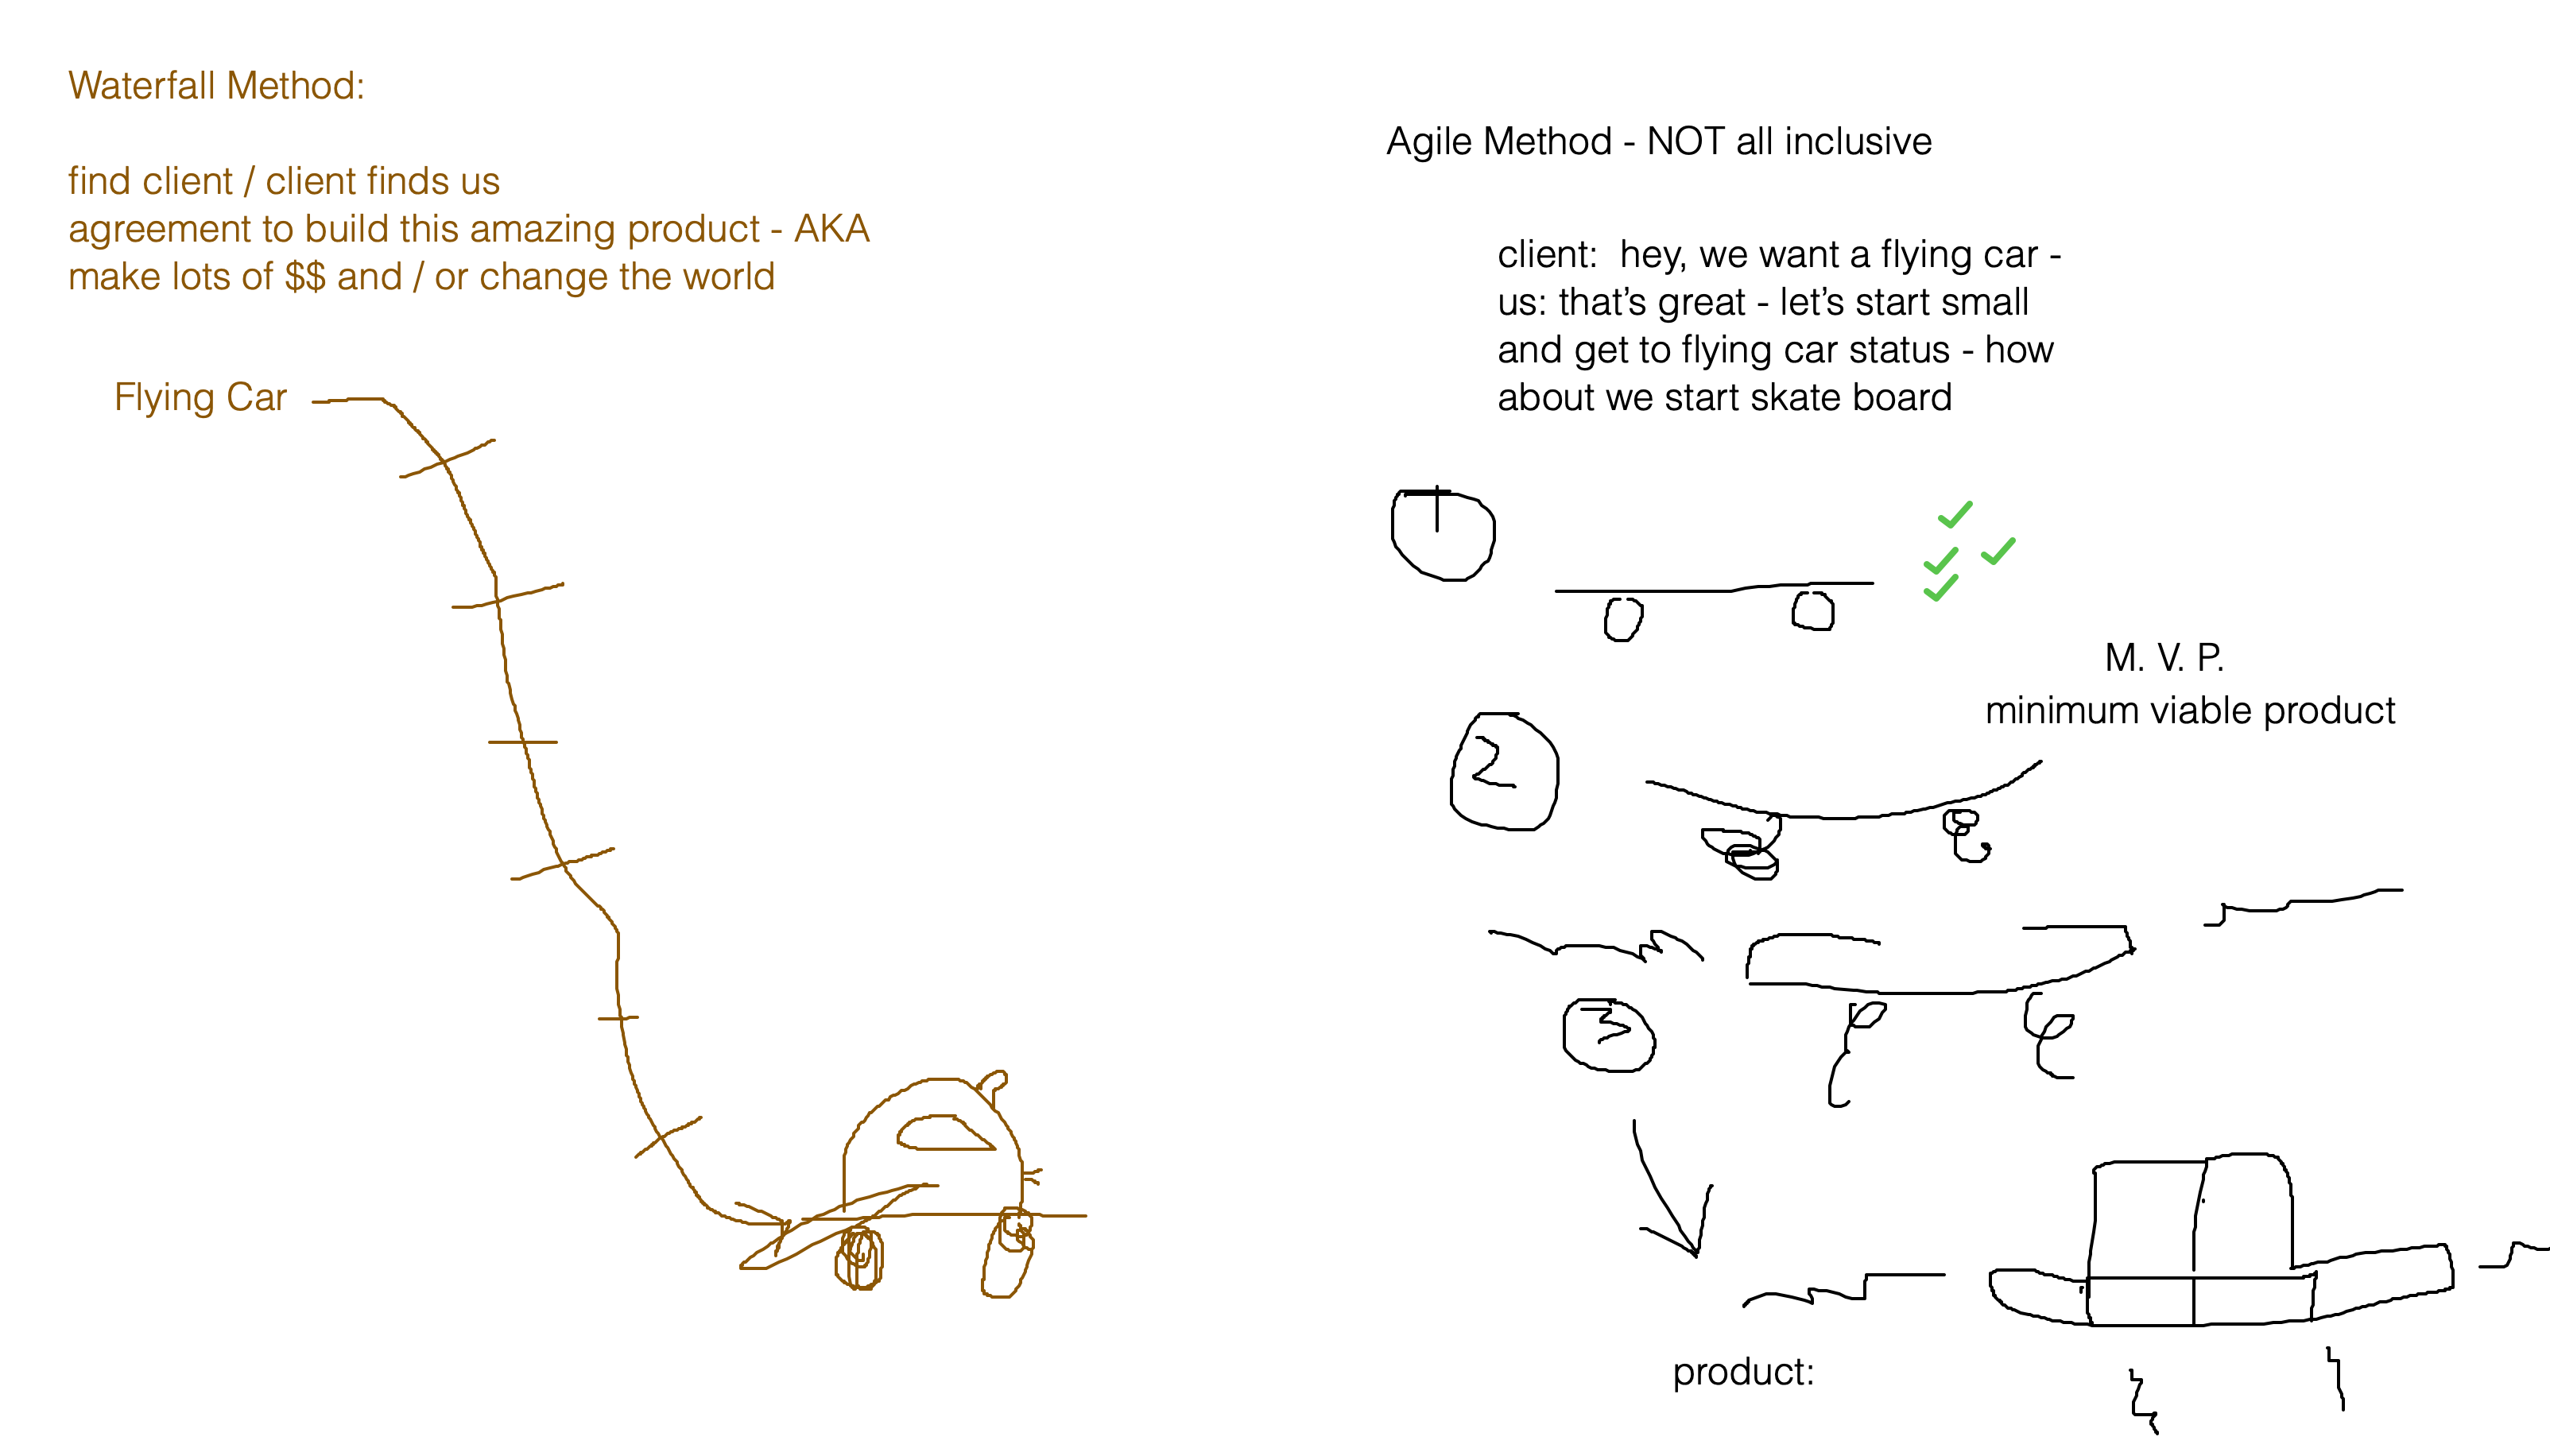 Waterfall Method:
find client / client finds us
agreement to build this amazing product - AKA
make lots of $$ and / or change the world
Flying Car
Agile Method - NOT all inclusive
client:  hey, we want a flying car -
us: that’s great - let’s start small
and get to flying car status - how
about we start skate board
1
M. V. P.
minimum viable product
2
3
product: